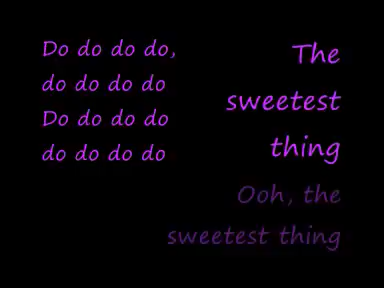 Do do do do,
do do do do
Do do do do
do do do do
The
sweetest
thing
Ooh, the
sweetest thing